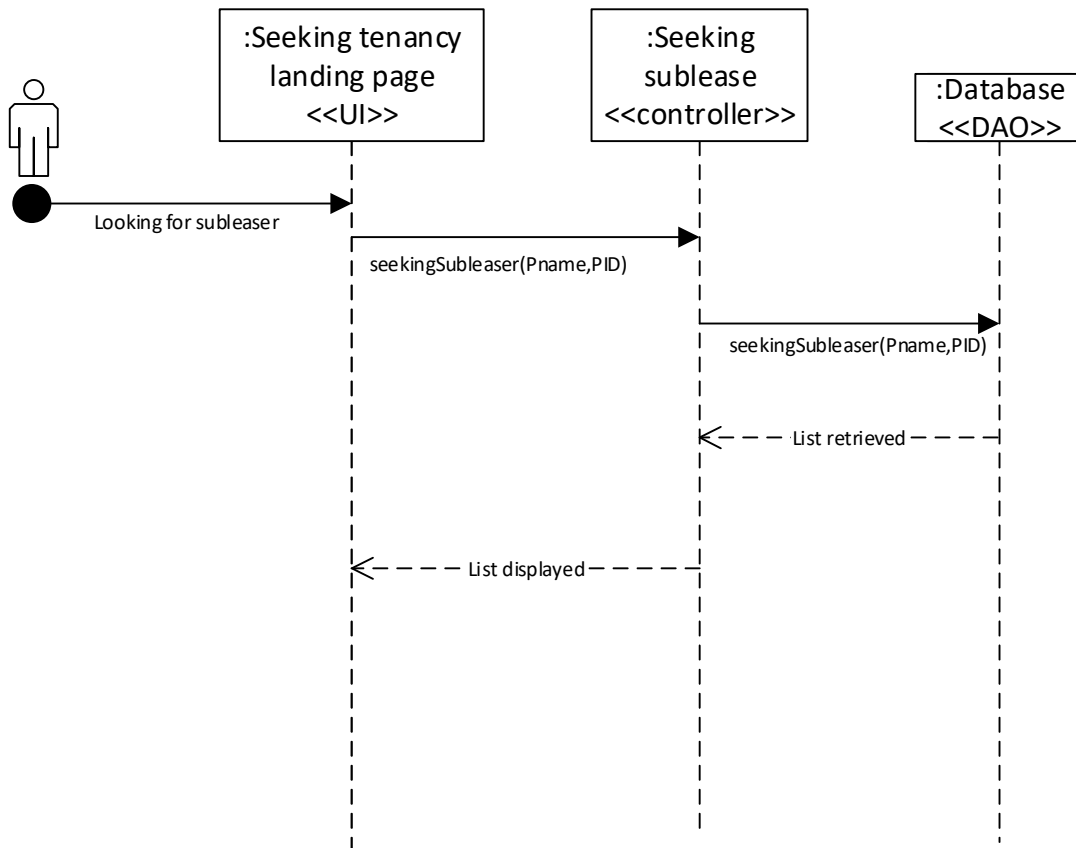 :Seeking tenancy
landing page
<<UI>>
:Seeking
sublease
<<controller>>
:Database
<<DAO>>
Looking for subleaser
seekingSubleaser(Pname,PID)
seekingSubleaser(Pname,PID)
List retrieved
List displayed